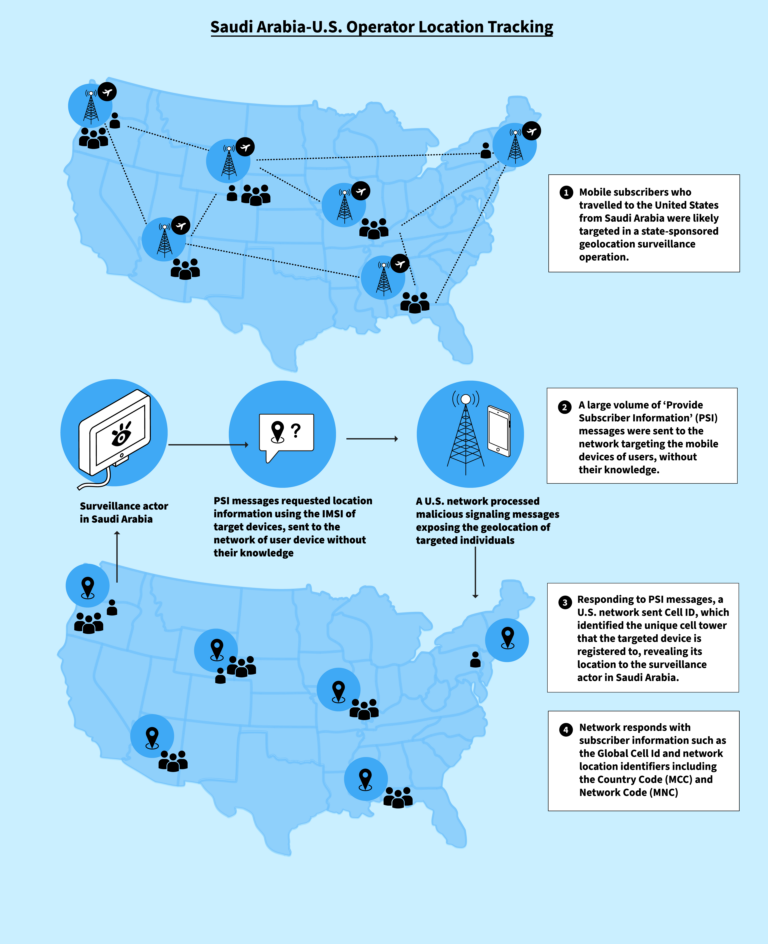 Saudi Arabia-U.S. Operator Location Tracking
1 Mobile subscribers who
travelled to the United States
from Saudi Arabia were likely
targeted in a state-sponsored
geolocation surveillance
operation.
?
2 A large volume of ‘Provide
Subscriber Information’ (PSI)
messages were sent to the
network targeting the mobile
devices of users, without
their knowledge.
Surveillance actor
in Saudi Arabia
PSI messages requested location
information using the IMSI of
target devices, sent to the
network of user device without
their knowledge
A U.S. network processed
malicious signaling messages
exposing the geolocation of
targeted individuals
3 Responding to PSI messages, a
U.S. network sent Cell ID, which
identified the unique cell tower
that the targeted device is
registered to, revealing its
location to the surveillance
actor in Saudi Arabia.
4 Network responds with
subscriber information such as
the Global Cell Id and network
location identifiers including
the Country Code (MCC) and
Network Code (MNC)